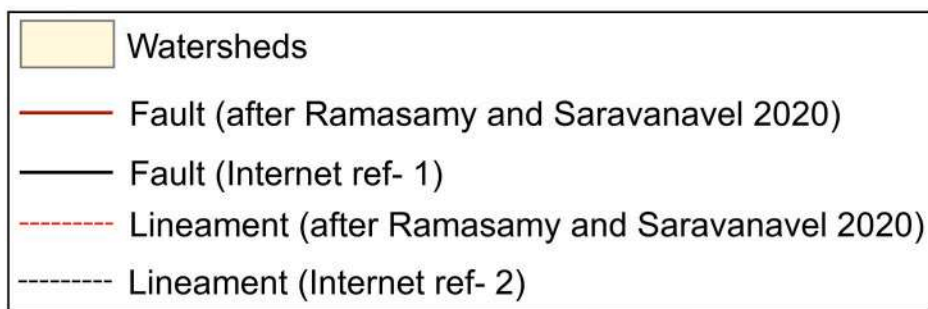 Watersheds
Fault (after Ramasamy and Saravanavel 2020)
Fault (Internet ref- 1)
Lineament (after Ramasamy and Saravanavel 2020)
Lineament (Internet ref- 2)